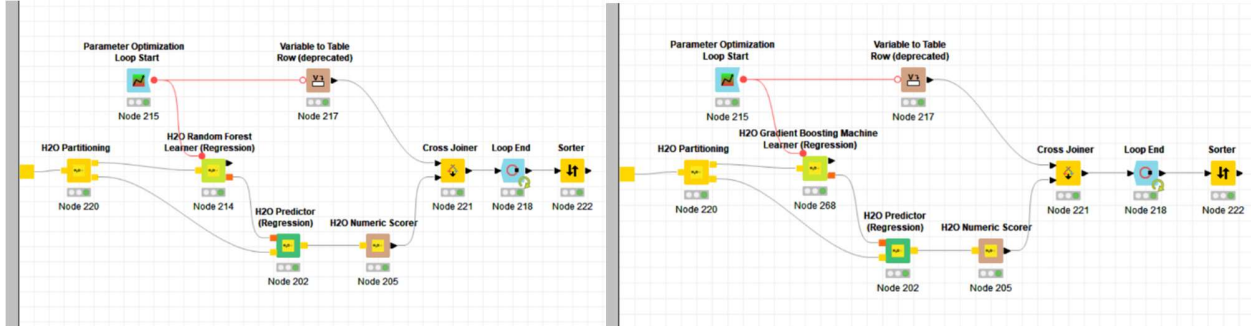 Parameter Optimization
Loop Start
Node 215
Variable to Table
Row (deprecated)
Node 217
H2O Partitioning
Node 220
H2O Random Forest
Learner (Regression)
Node 214
H2O Predictor
(Regression)
Node 202
H2O Numeric Scorer
Node 205
Cross Joiner
Node 221
Loop End
Node 218
Sorter
Node 222
Parameter Optimization
Loop Start
Node 215
Variable to Table
Row (deprecated)
Node 217
H2O Partitioning
Node 220
H2O Gradient Boosting Machine
Learner (Regression)
Node 268
H2O Predictor
(Regression)
Node 202
H2O Numeric Scorer
Node 205
Cross Joiner
Node 221
Loop End
Node 218
Sorter
Node 222